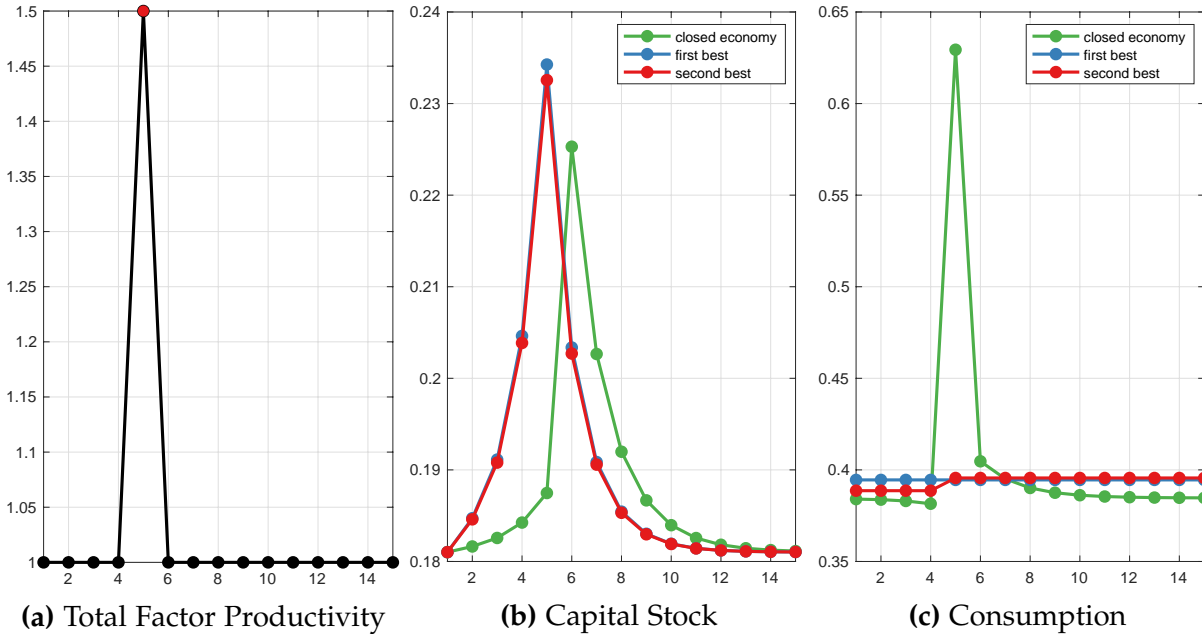 1.5
1.45
1.4
1.35
1.3
1.25
1.2
1.15
1.1
1.05
1
2 4 6 8 10 12 14
(a) Total Factor Productivity
0.24
0.23
0.22
0.21
0.2
0.19
0.18
closed economy
first best
second best
2 4 6 8 10 12 14
(b) Capital Stock
0.65
0.6
0.55
0.5
0.45
0.4
0.35
closed economy
first best
second best
2 4 6 8 10 12 14
(c) Consumption